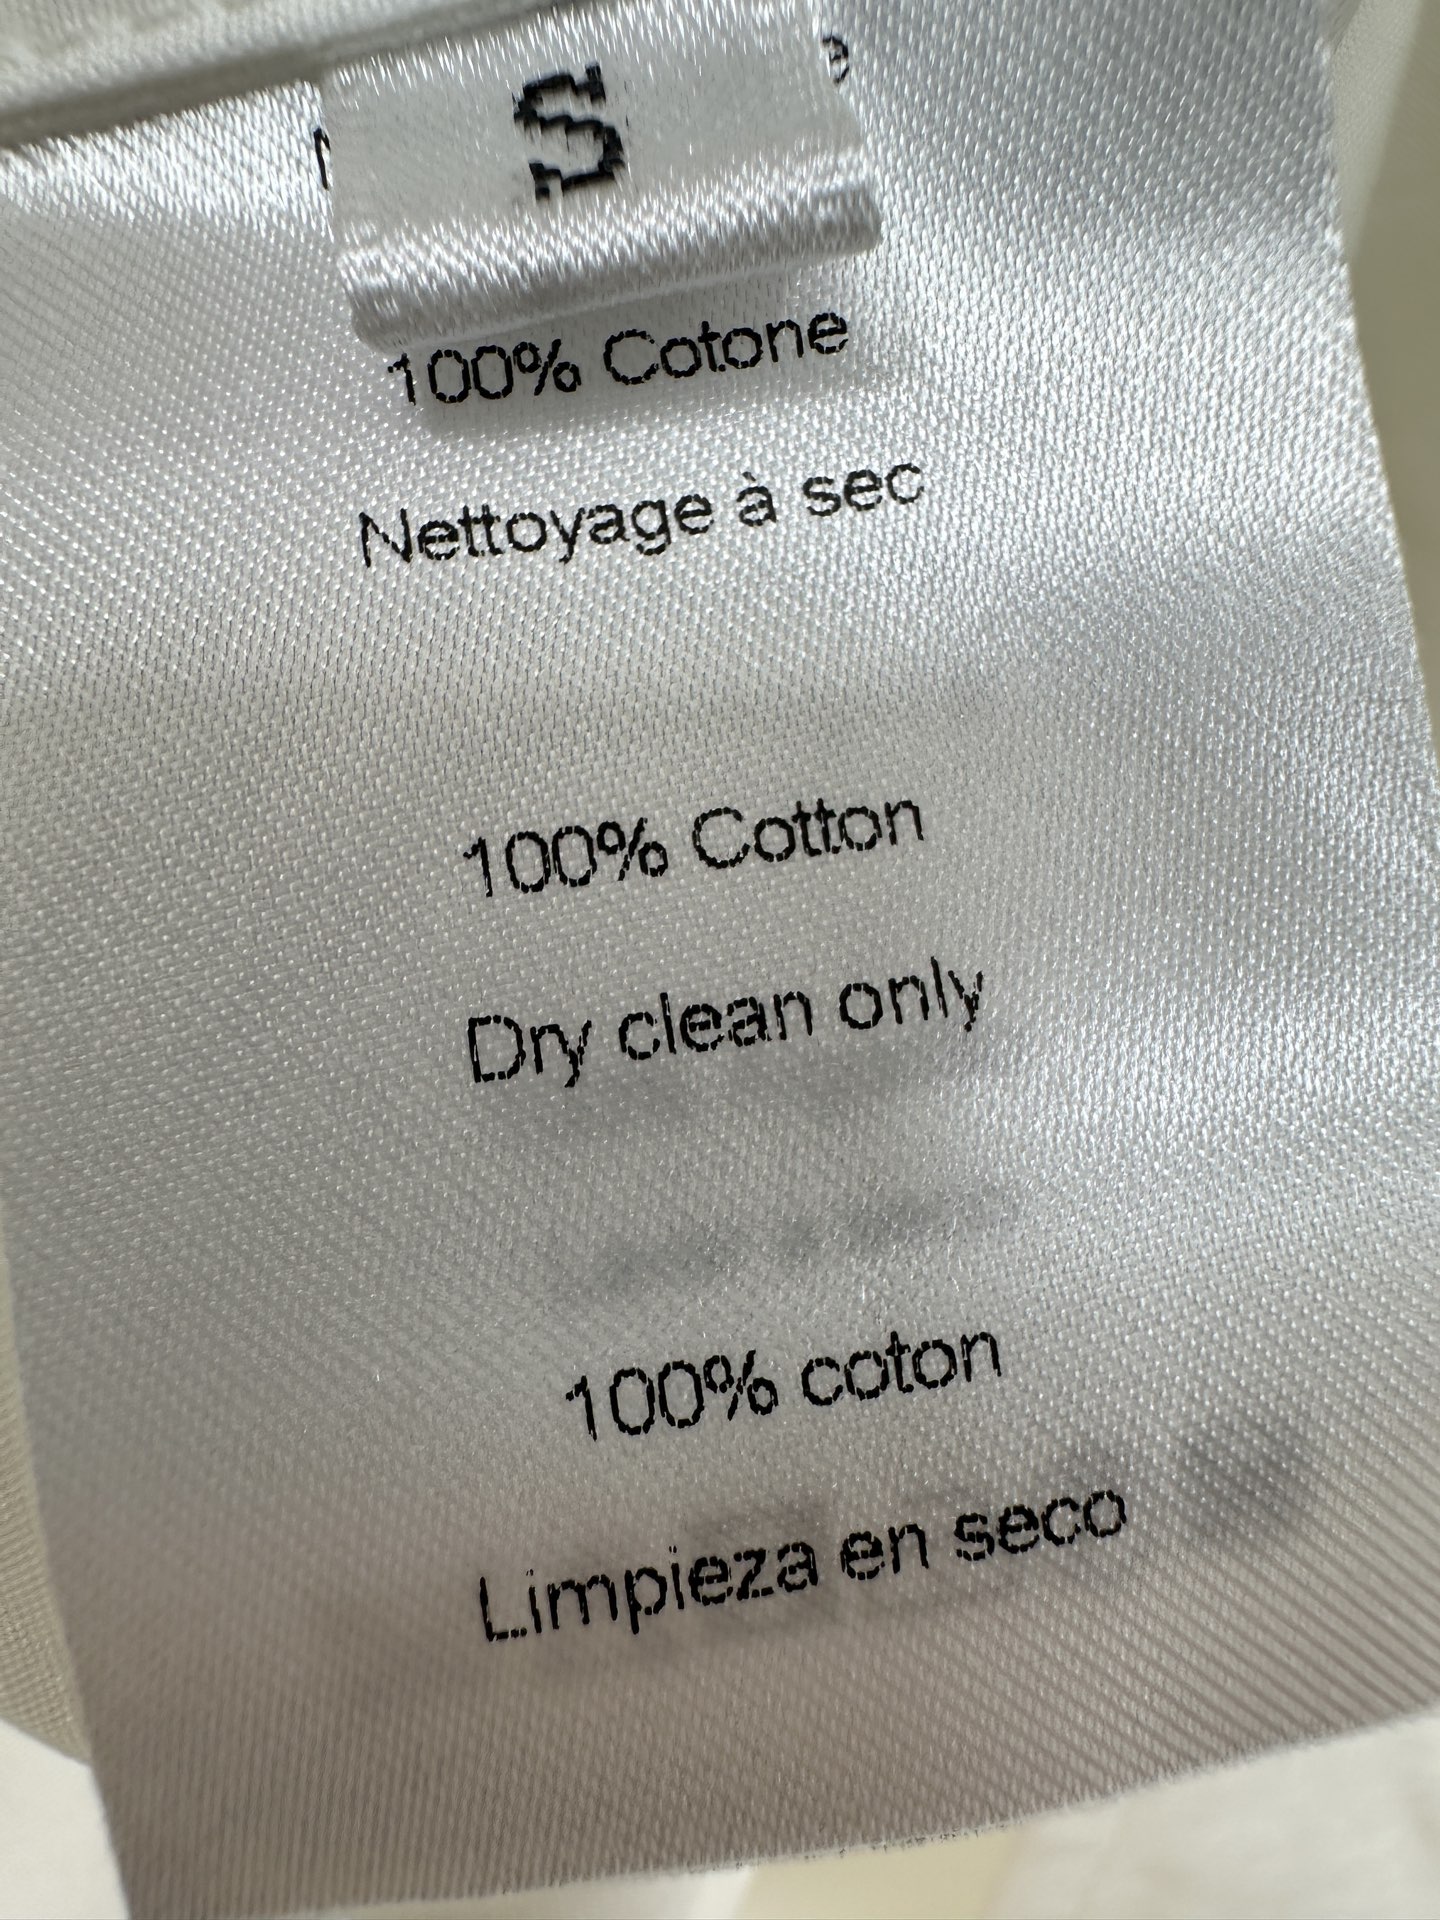 S
100% Cotone
Nettoyage à sec
100% Cotton
Dry clean only
100% coton
Limpieza en seco